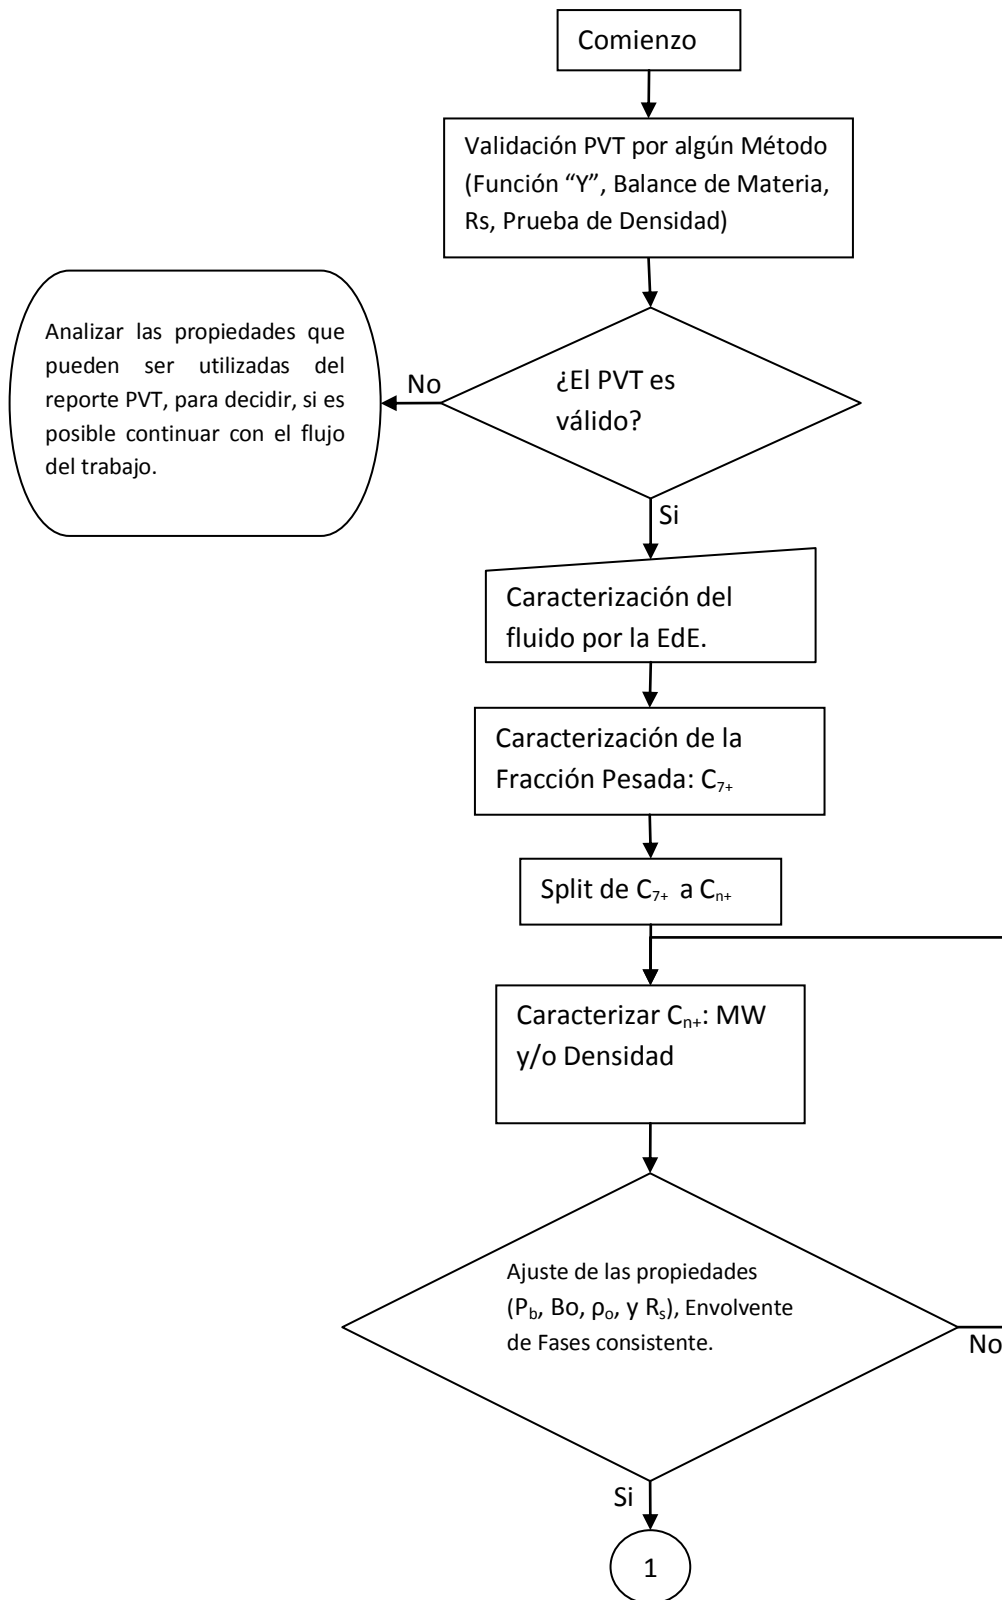 Comienzo
Validación PVT por algún Método
(Función “Y”, Balance de Materia,
Rs, Prueba de Densidad)
Analizar las propiedades que
pueden ser utilizadas del
reporte PVT, para decidir, si es
posible continuar con el flujo
del trabajo.
No
¿El PVT es
válido?
Si
Caracterización del
fluido por la EdE.
Caracterización de la
Fracción Pesada: C₇₊
Split de C₇₊ a Cₙ₊
Caracterizar Cₙ₊: MW
y/o Densidad
Ajuste de las propiedades
(P_b, Bo, ρₒ, y Rₛ), Envolvente
de Fases consistente.
No
Si
1